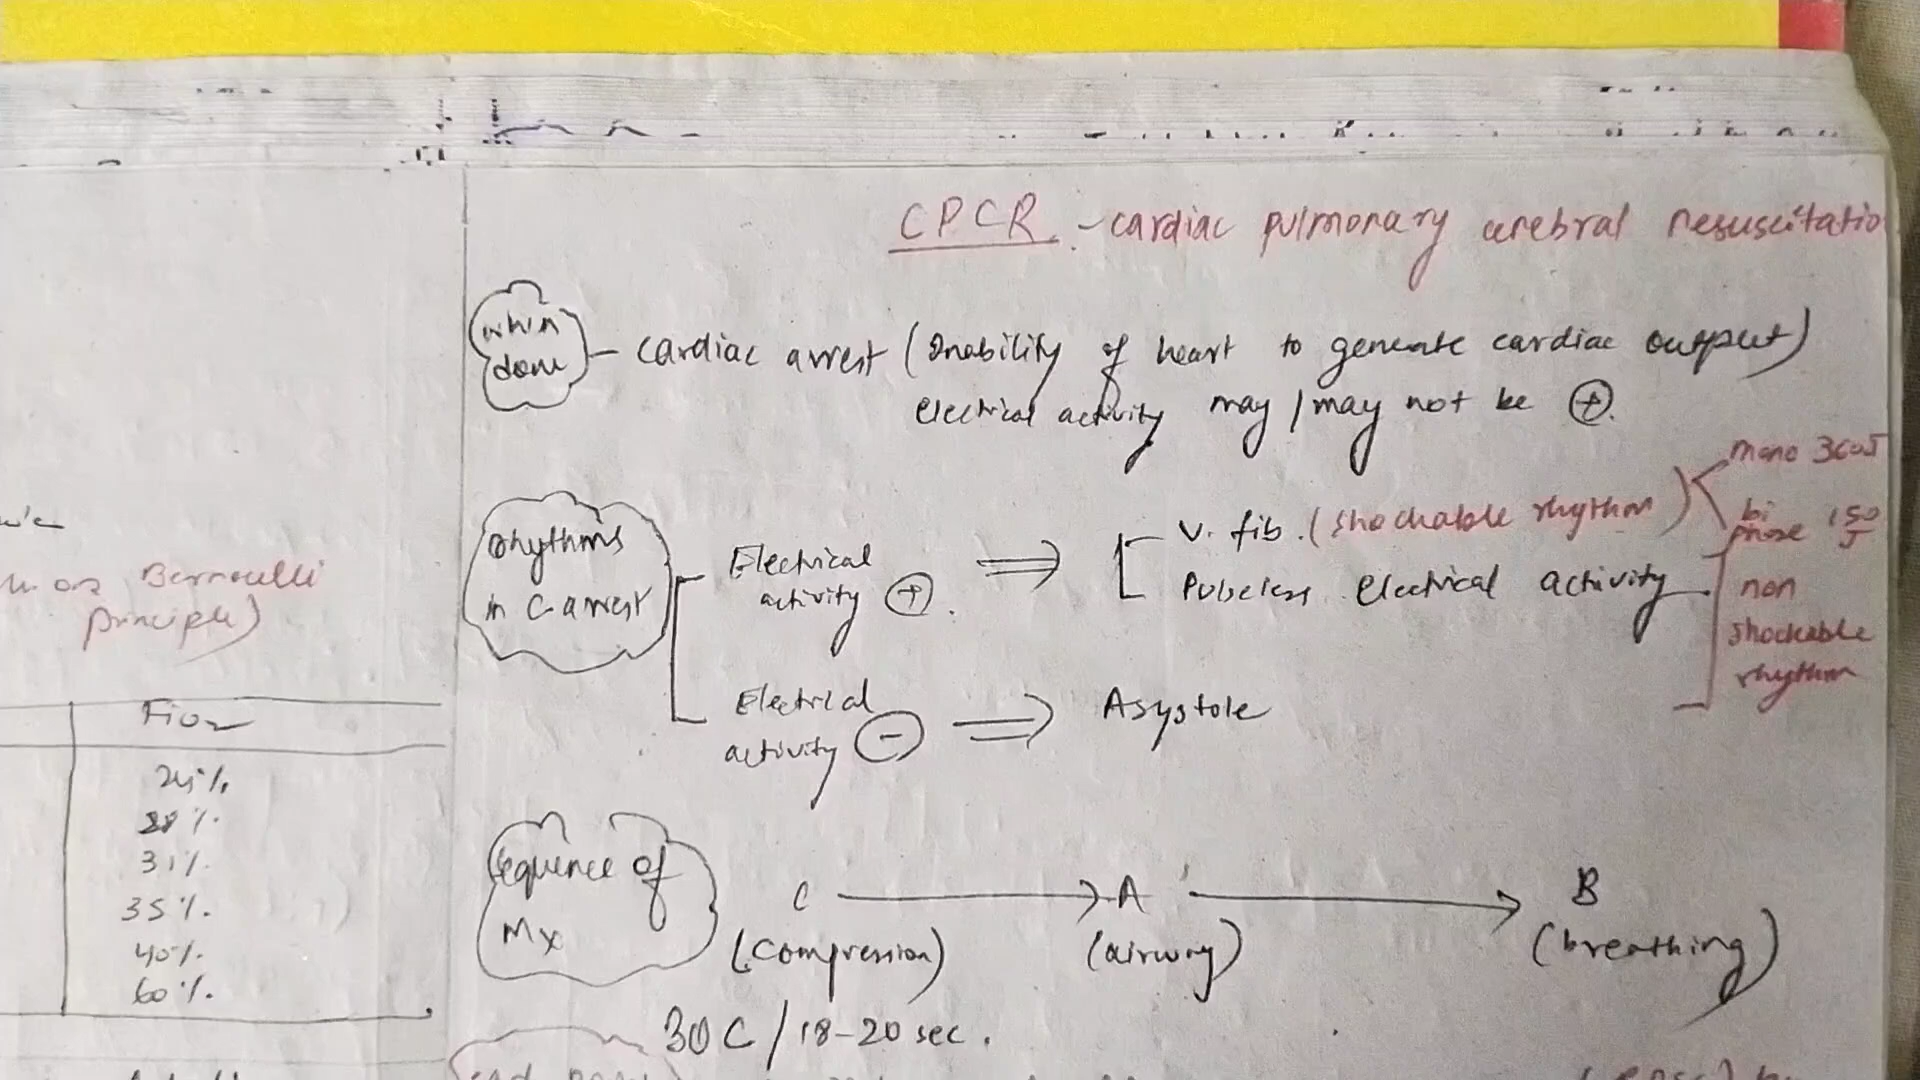 CPCR - cardiac pulmonary cerebral resuscitatio
when done - cardiac arrest (Inability of heart to generate cardiac output)
electrical activity may / may not be ⊕.
mono 360J
bi phase 150 J
rhythms in C arrest
Electrical activity ⊕. ⇒ V. fib. (shockable rhythm)
Pulseless Electrical activity
non shockable rhythm
Electrical activity ⊖ ⇒ Asystole
Sequence of Mx
C → A → B
(Compression) (airway) (breathing)
30 C / 18-20 sec.
Bernoulli
principle)
24%
28%
31%
35%.
40%.
60%.